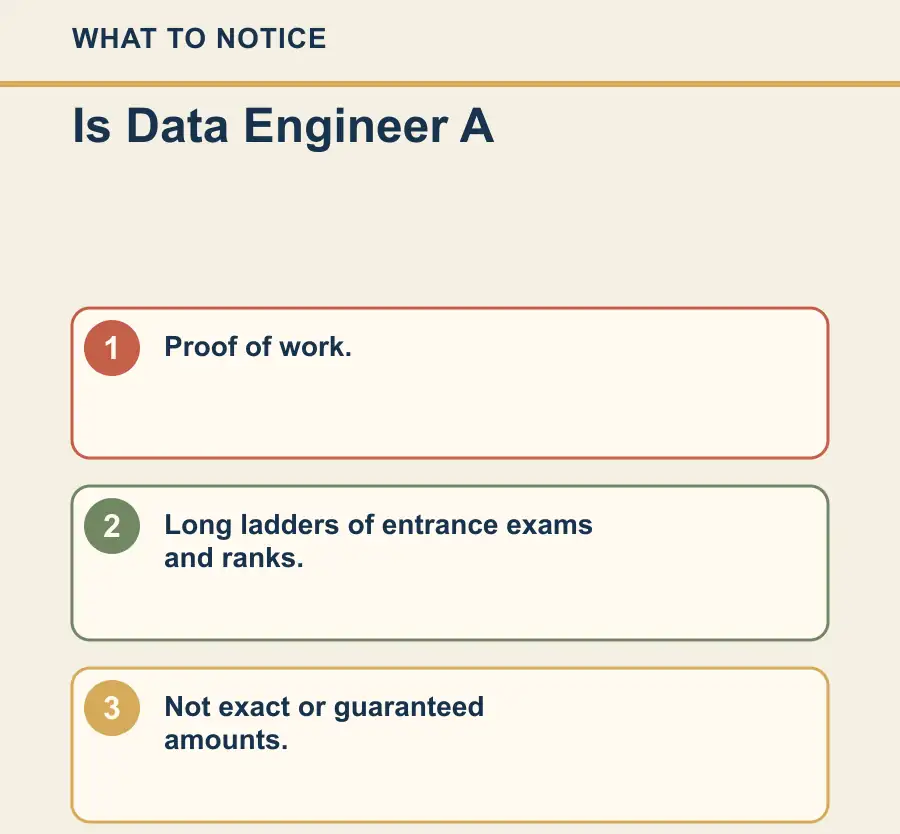 WHAT TO NOTICE
Is Data Engineer A
1
Proof of work.
2
Long ladders of entrance exams
and ranks.
3
Not exact or guaranteed
amounts.